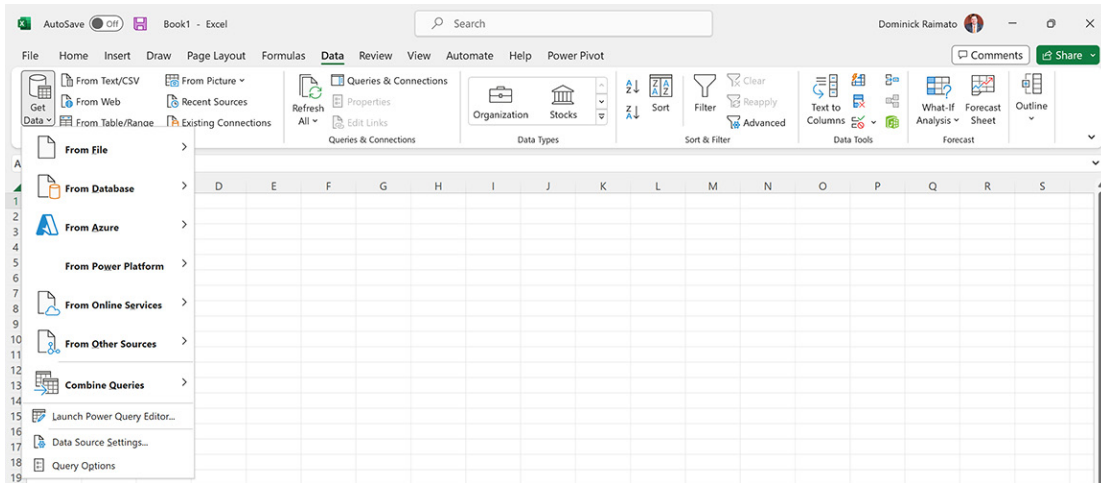 AutoSave Off Book1 - Excel Search Dominick Raimato
File Home Insert Draw Page Layout Formulas Data Review View Automate Help Power Pivot Comments Share
Get Data
From Text/CSV
From Web
From Table/Range
From Picture
Recent Sources
Existing Connections
Refresh All
Queries & Connections
Properties
Edit Links
Queries & Connections
Organization Stocks
Data Types
Sort
Filter
Clear
Reapply
Advanced
Sort & Filter
Text to Columns
Data Tools
What-If Analysis
Forecast Sheet
Forecast
Outline
A
D E F G H I J K L M N O P Q R S
From File
From Database
From Azure
From Power Platform
From Online Services
From Other Sources
Combine Queries
Launch Power Query Editor...
Data Source Settings...
Query Options
1
2
3
4
5
6
7
8
9
10
11
12
13
14
15
16
17
18
19